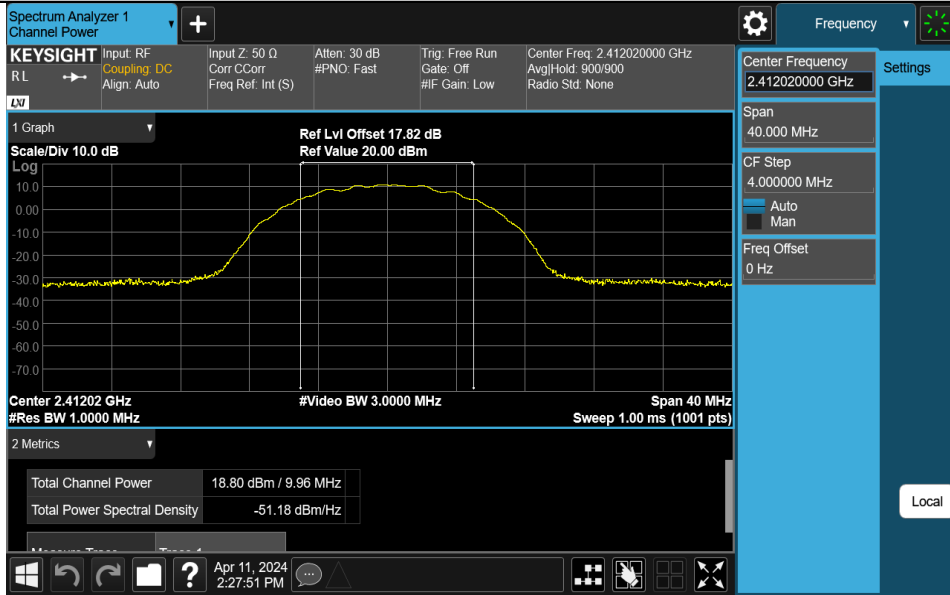 Spectrum Analyzer 1
Channel Power
+
Frequency
KEYSIGHT
RL
LXI
Input: RF
Coupling: DC
Align: Auto
Input Z: 50 Ω
Corr CCorr
Freq Ref: Int (S)
Atten: 30 dB
#PNO: Fast
Trig: Free Run
Gate: Off
#IF Gain: Low
Center Freq: 2.412020000 GHz
Avg|Hold: 900/900
Radio Std: None
Center Frequency
2.412020000 GHz
Settings
Span
40.000 MHz
CF Step
4.000000 MHz
Auto
Man
Freq Offset
0 Hz
Local
1 Graph
Scale/Div 10.0 dB
Ref Lvl Offset 17.82 dB
Ref Value 20.00 dBm
Log
10.0
0.00
-10.0
-20.0
-30.0
-40.0
-50.0
-60.0
-70.0
Center 2.41202 GHz
#Res BW 1.0000 MHz
#Video BW 3.0000 MHz
Span 40 MHz
Sweep 1.00 ms (1001 pts)
2 Metrics
Total Channel Power 18.80 dBm / 9.96 MHz
Total Power Spectral Density -51.18 dBm/Hz
Measure Trace Trace 1
?
Apr 11, 2024
2:27:51 PM